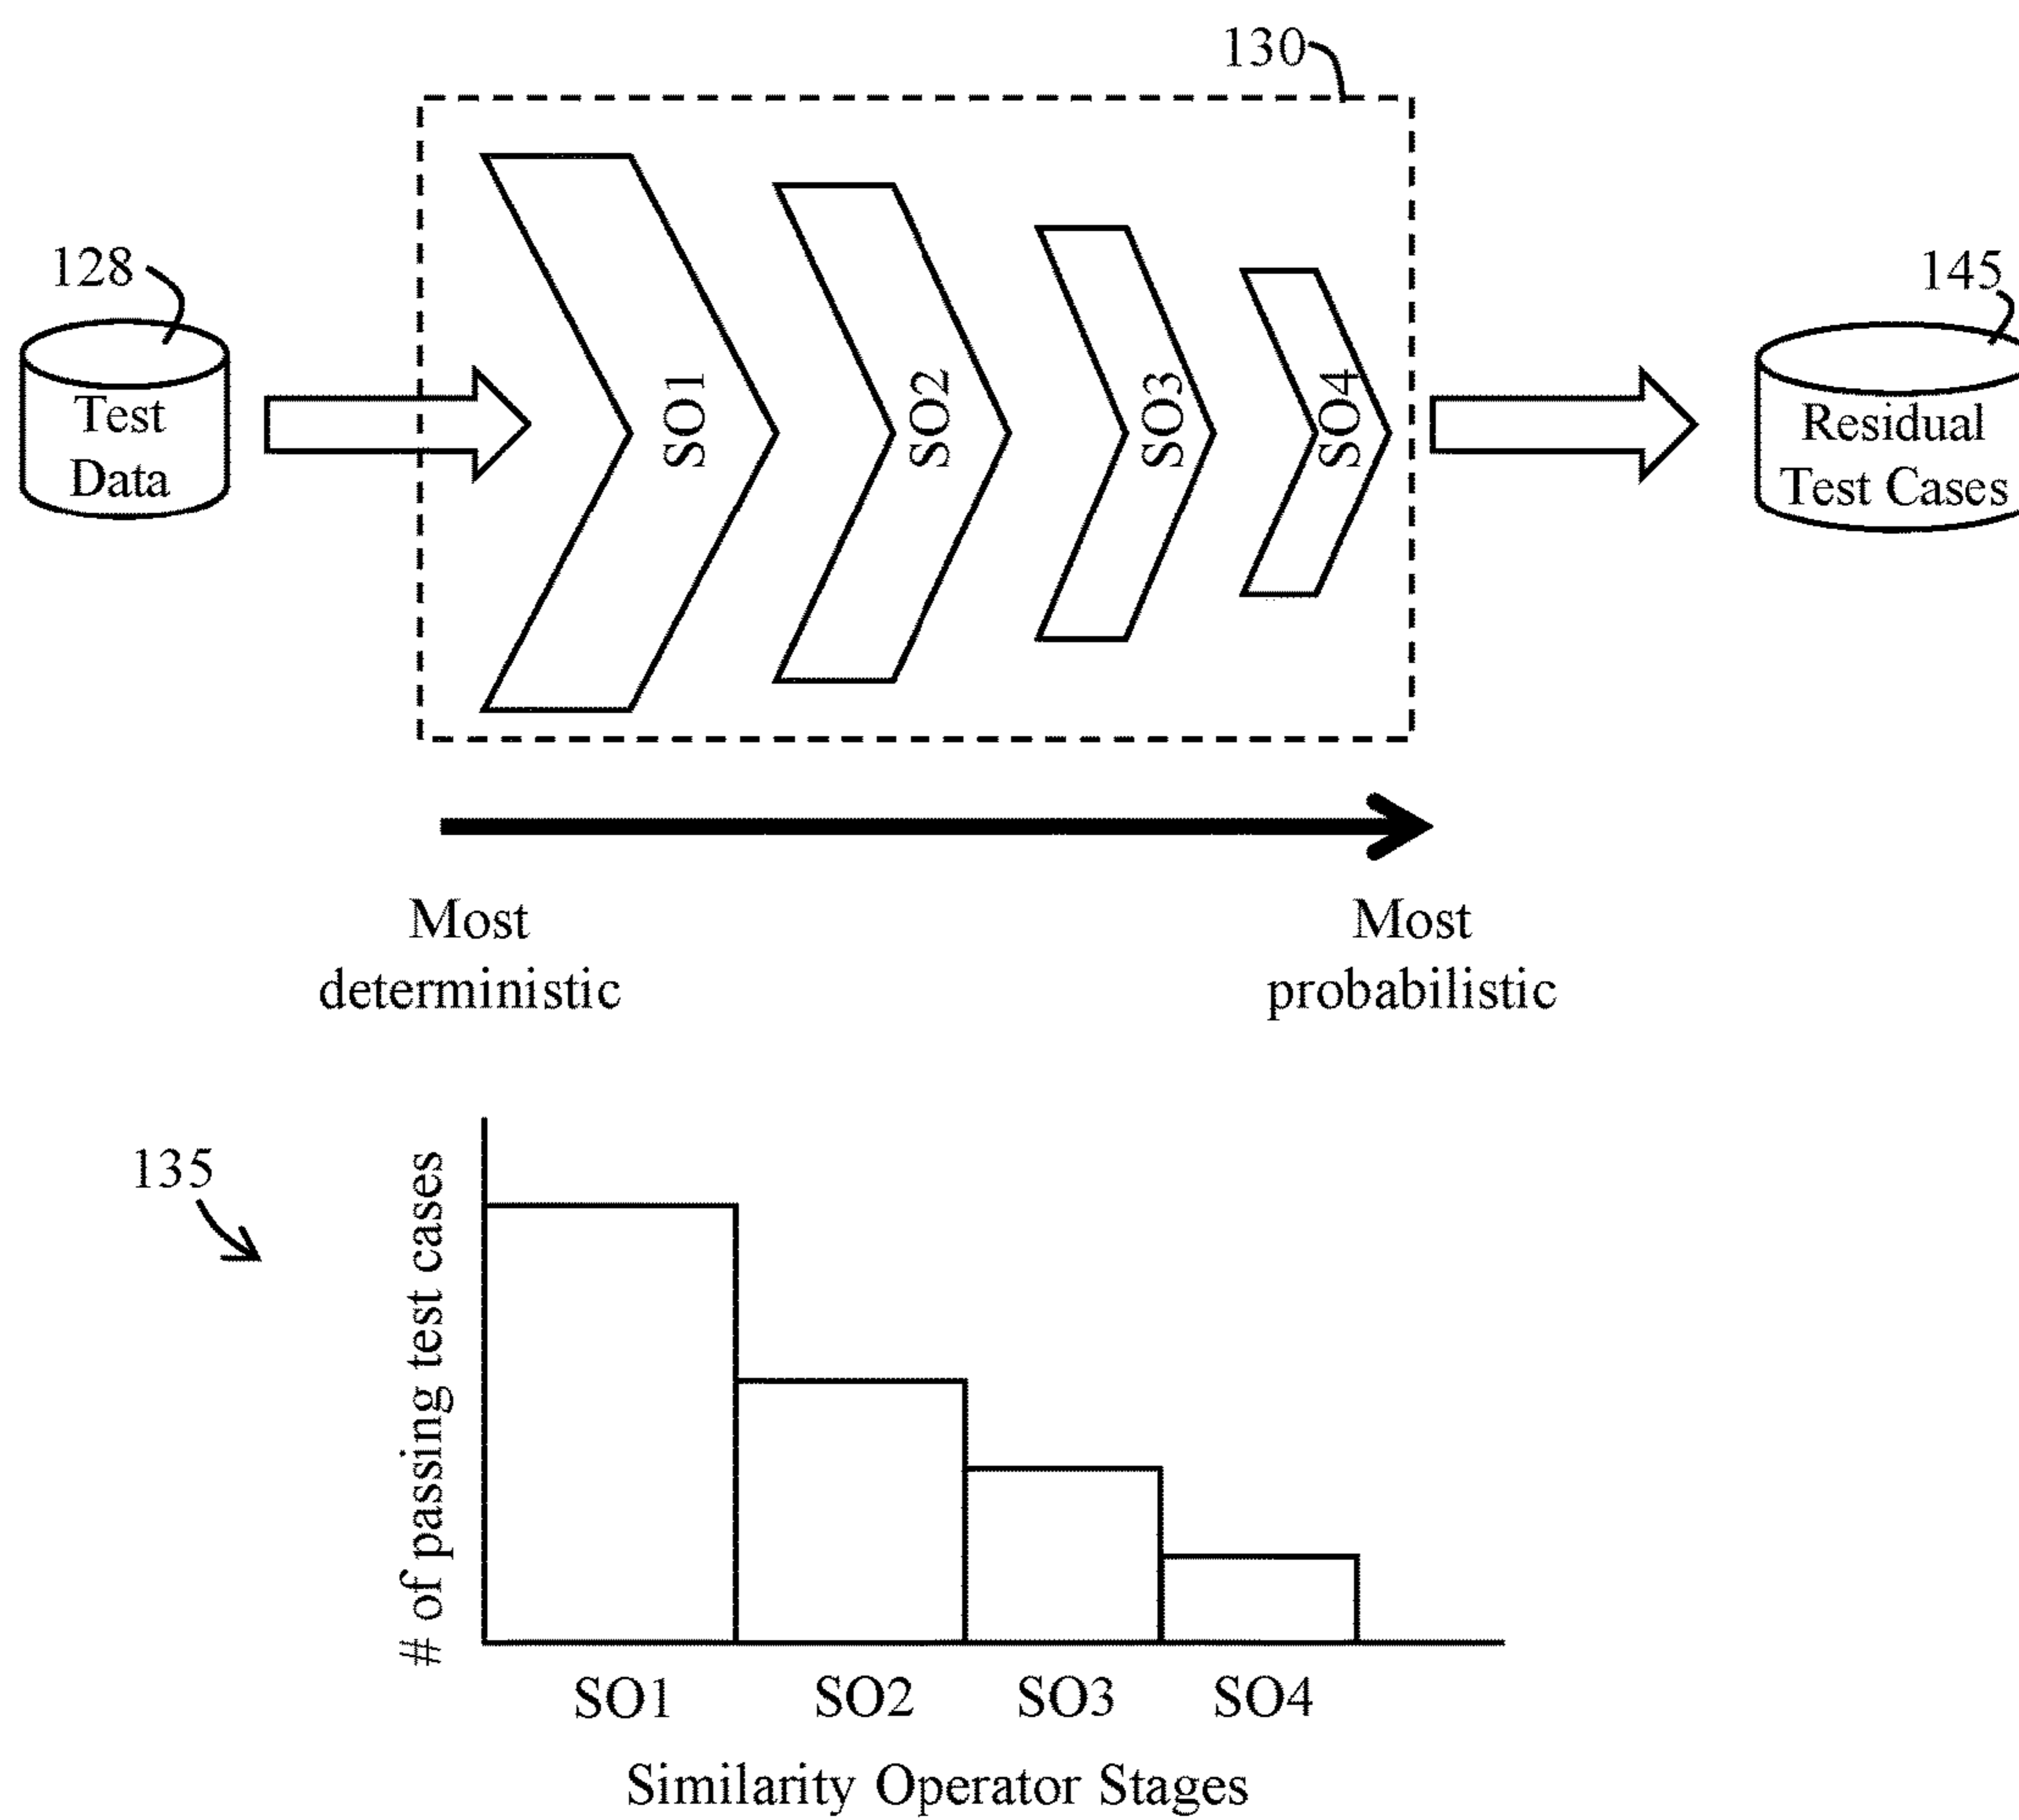 130
128
145
Test
Data
SO1
SO2
SO3
SO4
Residual
Test Cases
Most
deterministic
Most
probabilistic
135
# of passing test cases
SO1
SO2
SO3
SO4
Similarity Operator Stages